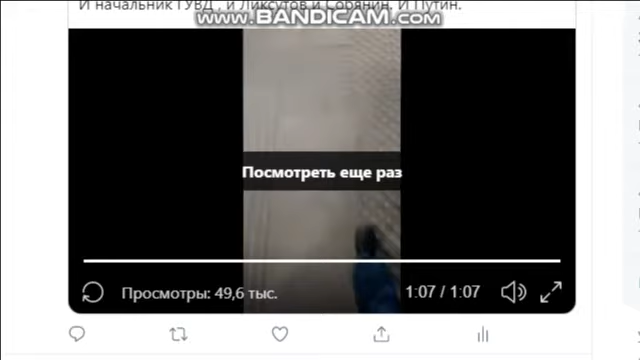 И начальник ГУВД , и Ликсутов и Собянин. И Путин.
www.BANDICAM.com
Посмотреть еще раз
Просмотры: 49,6 тыс.
1:07 / 1:07